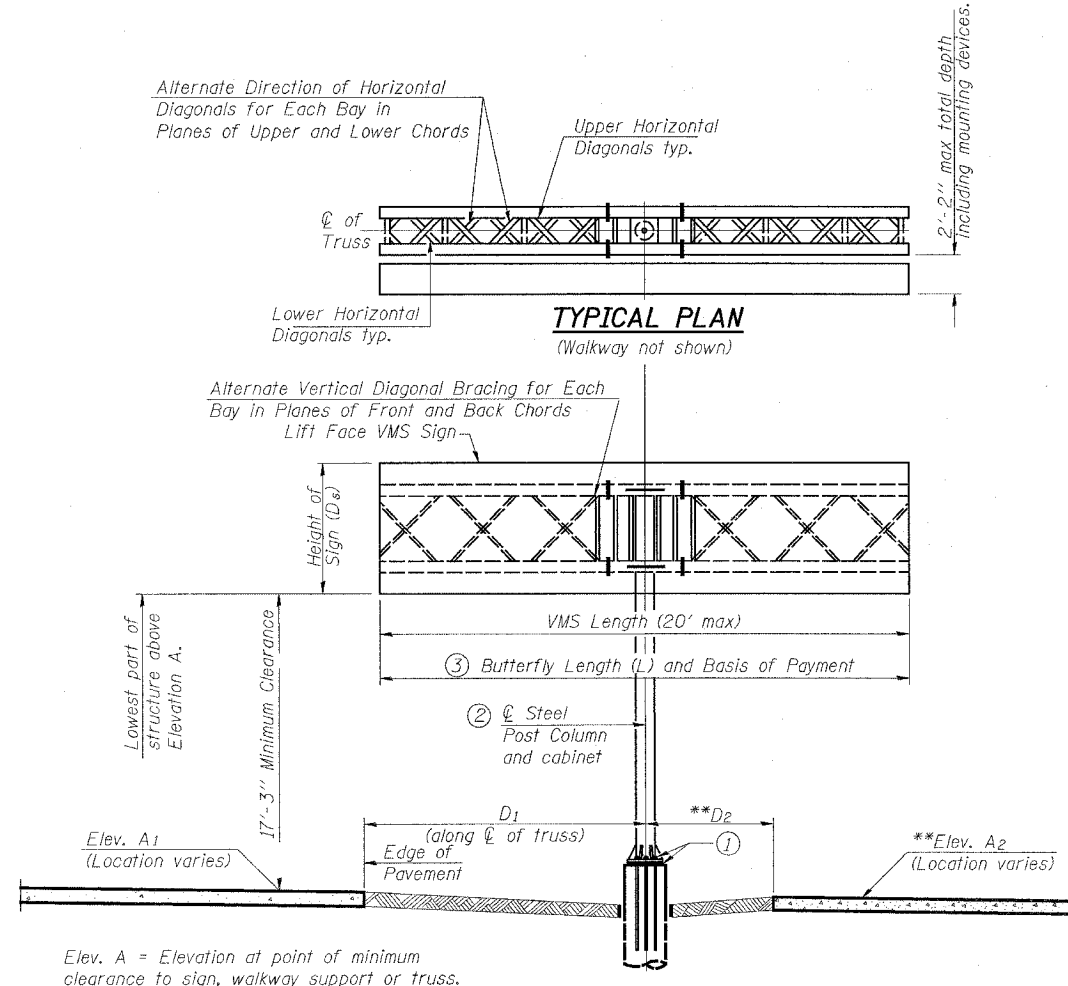 Alternate Direction of Horizontal
Diagonals for Each Bay in
Planes of Upper and Lower Chords
Upper Horizontal
Diagonals typ.
2'-2" max total depth
including mounting devices.
℄ of
Truss
Lower Horizontal
Diagonals typ.
TYPICAL PLAN
(Walkway not shown)
Alternate Vertical Diagonal Bracing for Each
Bay in Planes of Front and Back Chords
Lift Face VMS Sign
Height of
Sign (Ds)
Lowest part of
structure above
Elevation A.
17'-3" Minimum Clearance
VMS Length (20' max)
③ Butterfly Length (L) and Basis of Payment
② ℄ Steel
Post Column
and cabinet
D1
(along ℄ of truss)
**D2
①
Elev. A1
(Location varies)
Edge of
Pavement
**Elev. A2
(Location varies)
Elev. A = Elevation at point of minimum
clearance to sign, walkway support or truss.